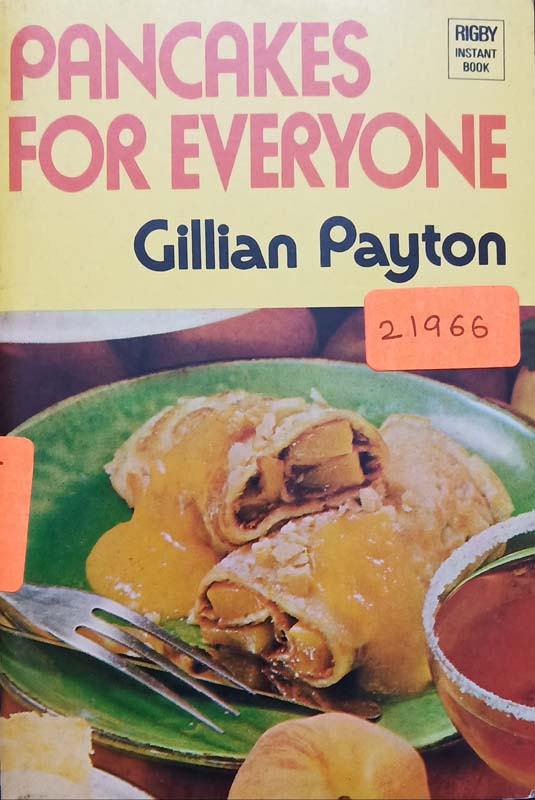 PANCAKES
FOR EVERYONE
RIGBY
INSTANT
BOOK
Gillian Payton
21966